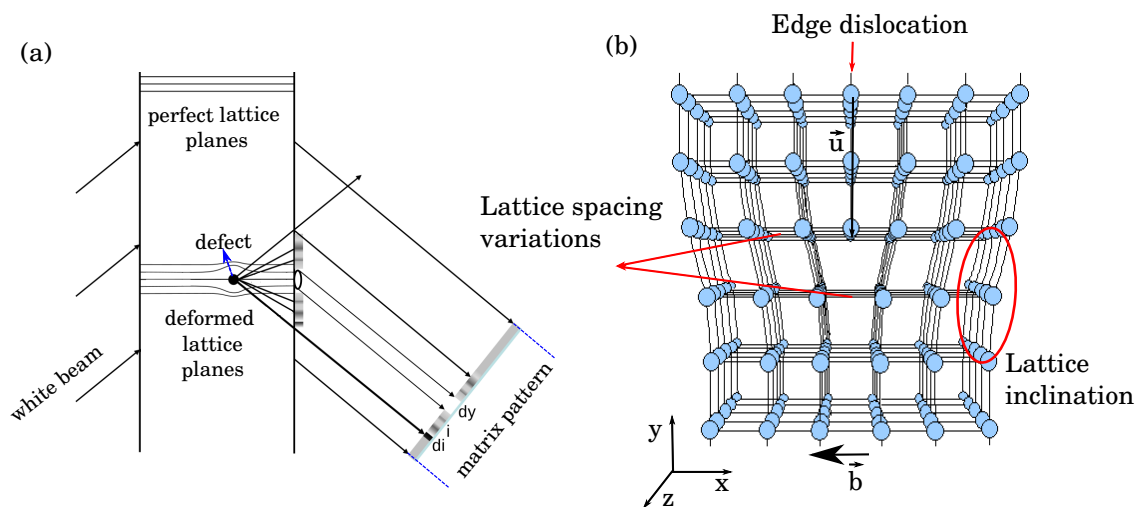 (a)
perfect lattice
planes
defect
deformed
lattice
planes
white beam
di
i
dy
matrix pattern
(b)
Edge dislocation
u
Lattice spacing
variations
Lattice
inclination
y
x
z
b